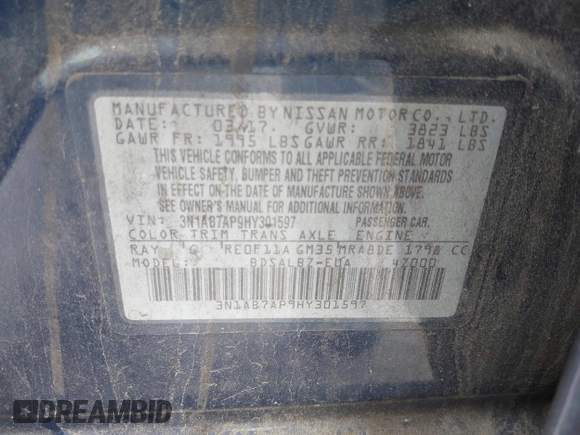 MANUFACTURED BY NISSAN MOTOR CO., LTD.
DATE: 03/17. GVWR: 3823 LBS
GAWR FR: 1995 LBS GAWR RR: 1841 LBS
THIS VEHICLE CONFORMS TO ALL APPLICABLE FEDERAL MOTOR
VEHICLE SAFETY, BUMPER AND THEFT PREVENTION STANDARDS
IN EFFECT ON THE DATE OF MANUFACTURE SHOWN ABOVE.
SEE OWNER'S MANUAL FOR ADDITIONAL INFORMATION
VIN: 3N1AB7AP9HY301597 PASSENGER CAR.
COLOR TRIM TRANS AXLE ENGINE
RAY G RE0F11A GM35 MRA8DE 1798 CC
MODEL: BDSALBZ-EUA 47000
3N1AB7AP9HY301597
DREAMBID